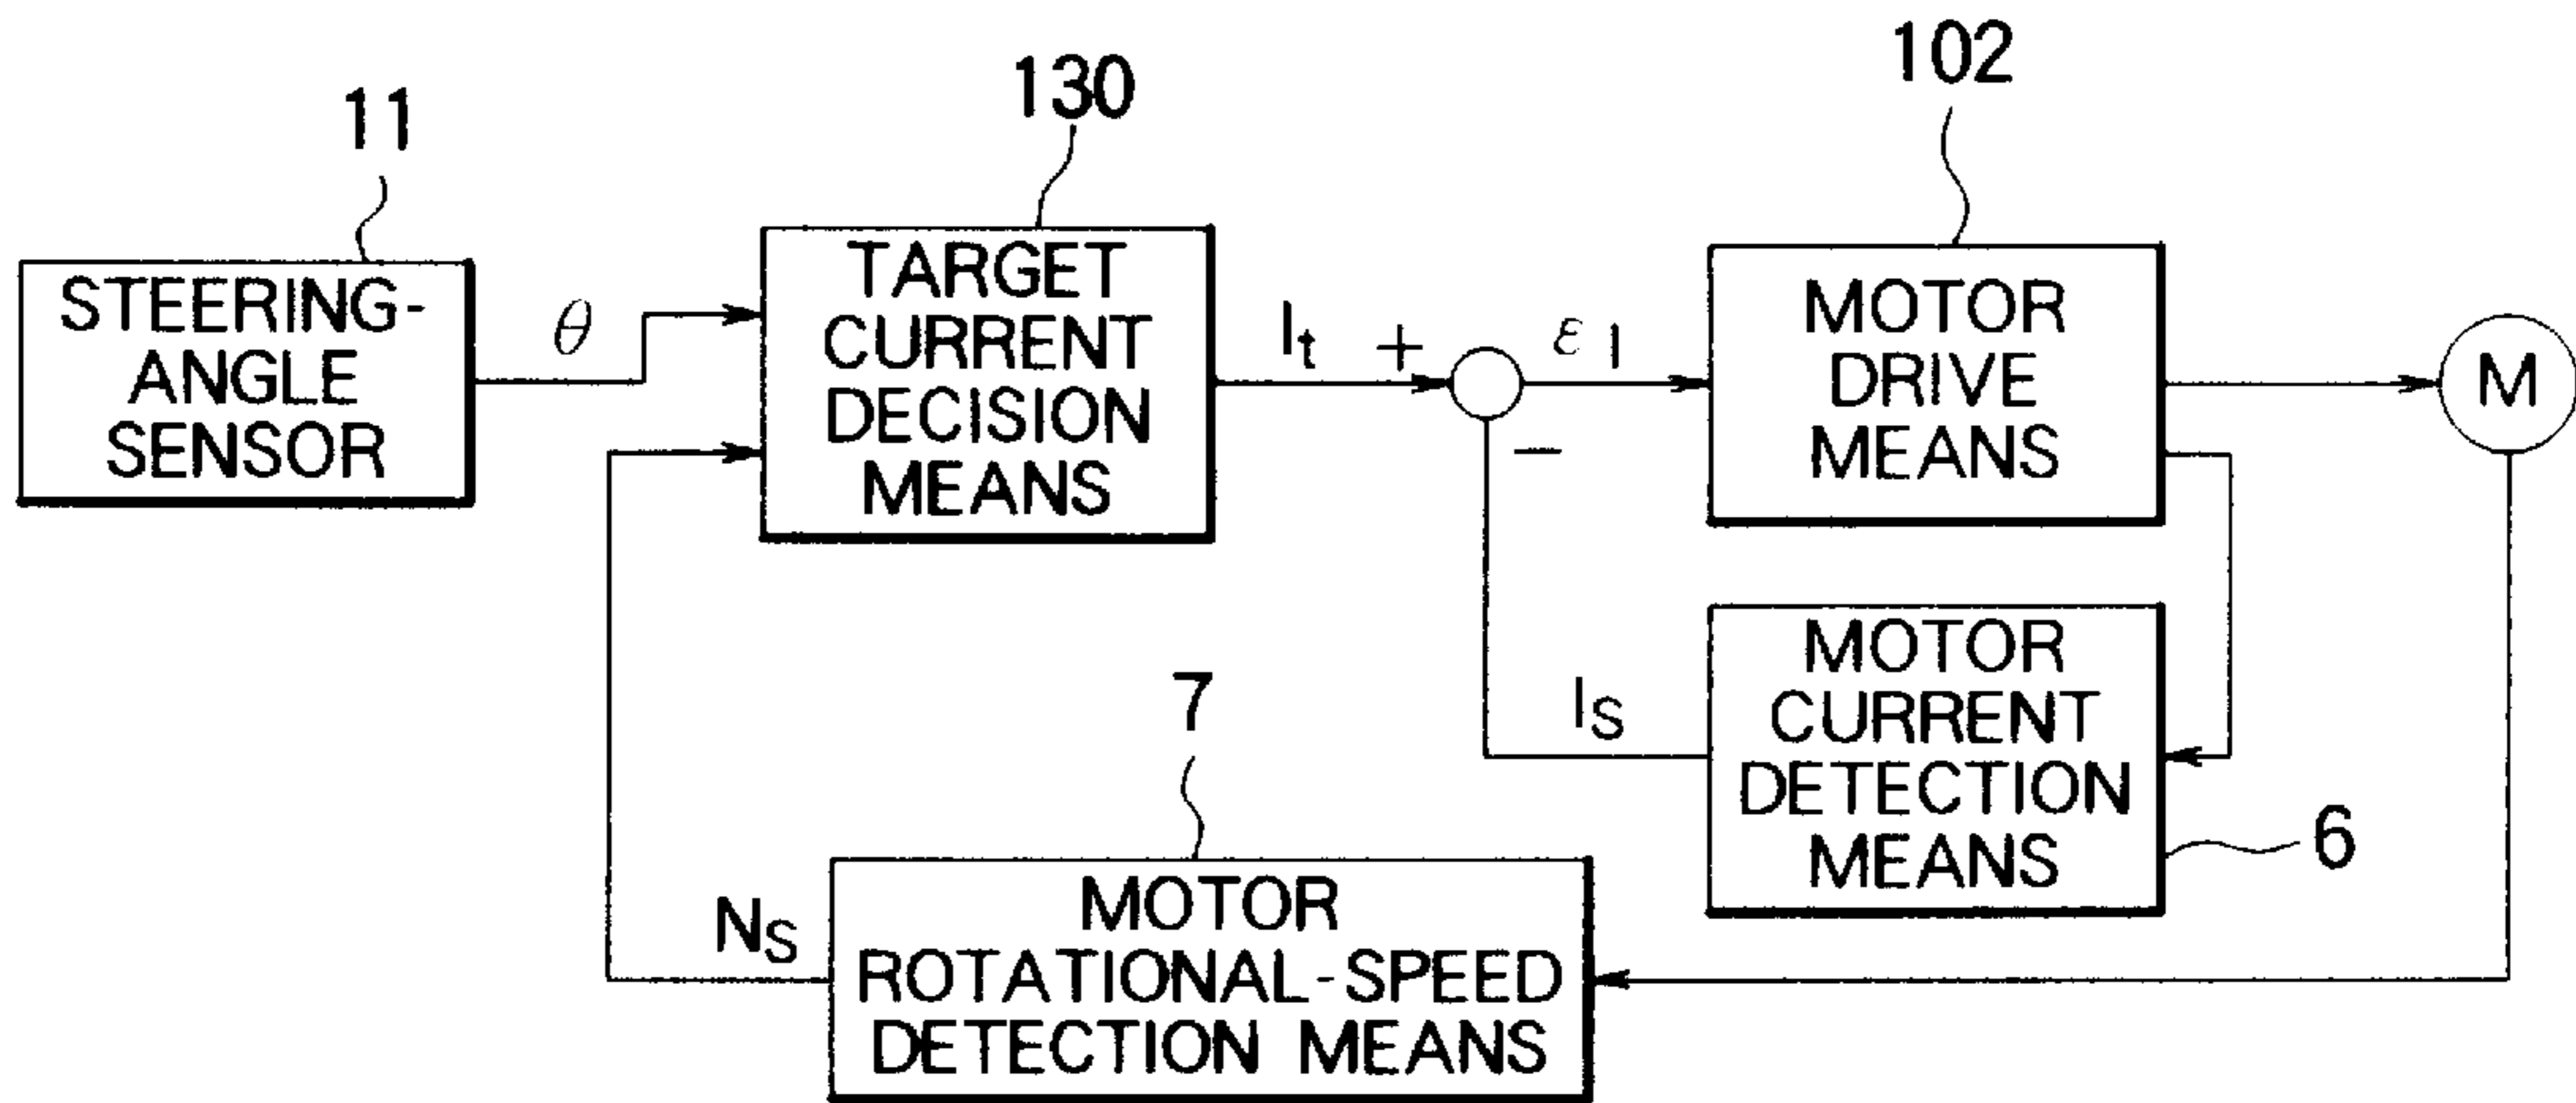 11
STEERING-
ANGLE
SENSOR
θ
130
TARGET
CURRENT
DECISION
MEANS
It
+
−
ε1
102
MOTOR
DRIVE
MEANS
M
MOTOR
CURRENT
DETECTION
MEANS
6
IS
7
MOTOR
ROTATIONAL-SPEED
DETECTION MEANS
NS